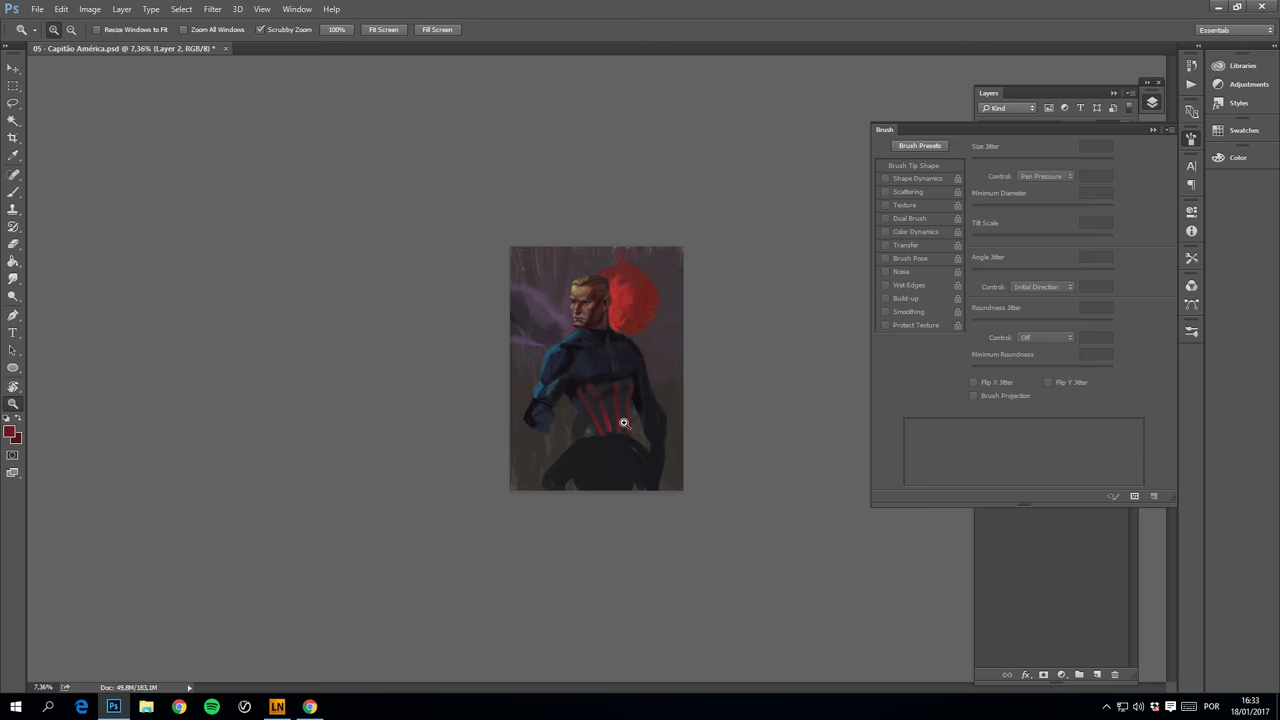 Ps File Edit Image Layer Type Select Filter 3D View Window Help
Resize Windows to Fit Zoom All Windows Scrubby Zoom 100% Fit Screen Fill Screen Essentials
05 - Capitão América.psd @ 7,36% (Layer 2, RGB/8) *
Libraries
Adjustments
Styles
Swatches
Color
Layers
Kind
Brush
Brush Presets
Brush Tip Shape
Shape Dynamics
Scattering
Texture
Dual Brush
Color Dynamics
Transfer
Brush Pose
Noise
Wet Edges
Build-up
Smoothing
Protect Texture
Size Jitter
Control: Pen Pressure
Minimum Diameter
Tilt Scale
Angle Jitter
Control: Initial Direction
Roundness Jitter
Control: Off
Minimum Roundness
Flip X Jitter Flip Y Jitter
Brush Projection
fx
7,36% Doc: 49,8M/183,1M
Ps LN POR 16:33
18/01/2017